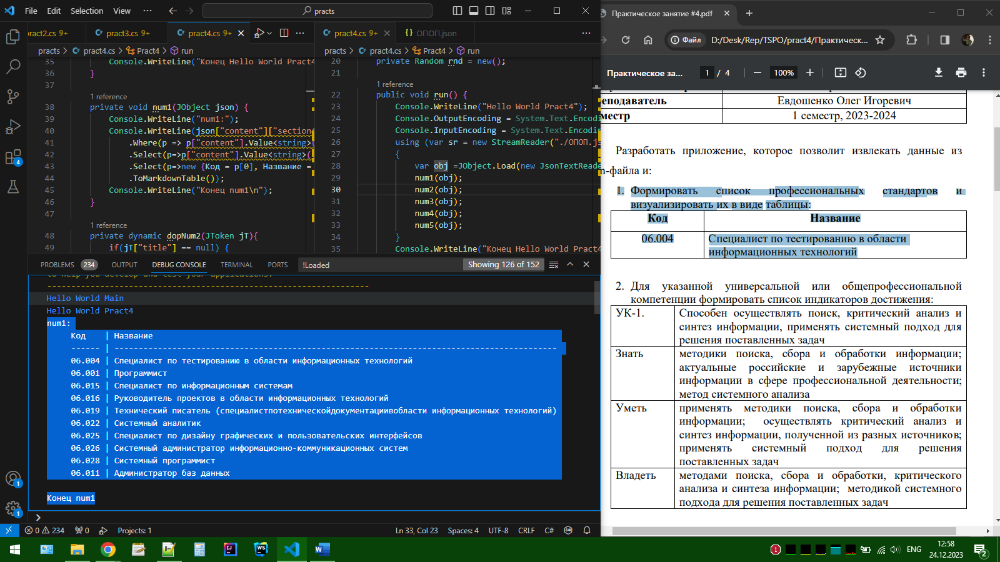 File Edit Selection View ··· practs
pract2.cs 9+ pract3.cs 9+ pract4.cs 9+
practs > pract4.cs > Pract4 > run
35 Console.WriteLine("Конец Hello World Pract4
36 }
37
1 reference
38 private void num1(JObject json) {
39 Console.WriteLine("num1:");
40 Console.WriteLine(json["content"]["section4
41 .Where(p => p["content"].Value<string>(
42 .Select(p=>p["content"].Value<string>(
43 .Select(p=>new {Код = p[0], Название =
44 .ToMarkdownTable());
45 Console.WriteLine("Конец num1\n");
46 }
47
1 reference
48 private dynamic dopNum2(JToken jT){
49 if(jT["title"] == null) {
pract4.cs 9+ ОПОП.json
practs > pract4.cs > Pract4 > run
20 private Random rnd = new();
21
1 reference
22 public void run() {
23 Console.WriteLine("Hello World Pract4");
24 Console.OutputEncoding = System.Text.Encod
25 Console.InputEncoding = System.Text.Encodin
26 using (var sr = new StreamReader("./ОПОП.js
27 {
28 var obj =JObject.Load(new JsonTextReade
29 num1(obj);
30 num2(obj);
31 num3(obj);
32 num4(obj);
33 num5(obj);
34 }
35 Console.WriteLine("Конец Hello World Pract4
PROBLEMS 234 OUTPUT DEBUG CONSOLE TERMINAL PORTS !Loaded Showing 126 of 152
to help you develop and test your applications.
-------------------------------------------------------------------
Hello World Main
Hello World Pract4
num1:
Код | Название
------ | --------------------------------------------------------------------------------------------
06.004 | Специалист по тестированию в области информационных технологий
06.001 | Программист
06.015 | Специалист по информационным системам
06.016 | Руководитель проектов в области информационных технологий
06.019 | Технический писатель (специалистпотехническойдокументациивобласти информационных технологий)
06.022 | Системный аналитик
06.025 | Специалист по дизайну графических и пользовательских интерфейсов
06.026 | Системный администратор информационно-коммуникационных систем
06.028 | Системный программист
06.011 | Администратор баз данных
Конец num1
>
0 234 0 Projects: 1 Ln 33, Col 23 Spaces: 4 UTF-8 CRLF C#
Практическое занятие #4.pdf
Файл D:/Desk/Rep/TSPO/pract4/Практическ...
Практическое за... 1 / 4 100%
еподаватель Евдошенко Олег Игоревич
местр 1 семестр, 2023-2024
Разработать приложение, которое позволит извлекать данные из
n-файла и:
1. Формировать список профессиональных стандартов и
визуализировать их в виде таблицы:
Код Название
06.004 Специалист по тестированию в области
информационных технологий
2. Для указанной универсальной или общепрофессиональной
компетенции формировать список индикаторов достижения:
УК-1. Способен осуществлять поиск, критический анализ и
синтез информации, применять системный подход для
решения поставленных задач
Знать методики поиска, сбора и обработки информации;
актуальные российские и зарубежные источники
информации в сфере профессиональной деятельности;
метод системного анализа
Уметь применять методики поиска, сбора и обработки
информации; осуществлять критический анализ и
синтез информации, полученной из разных источников;
применять системный подход для решения
поставленных задач
Владеть методами поиска, сбора и обработки, критического
анализа и синтеза информации; методикой системного
подхода для решения поставленных задач
ENG 12:58
24.12.2023
2